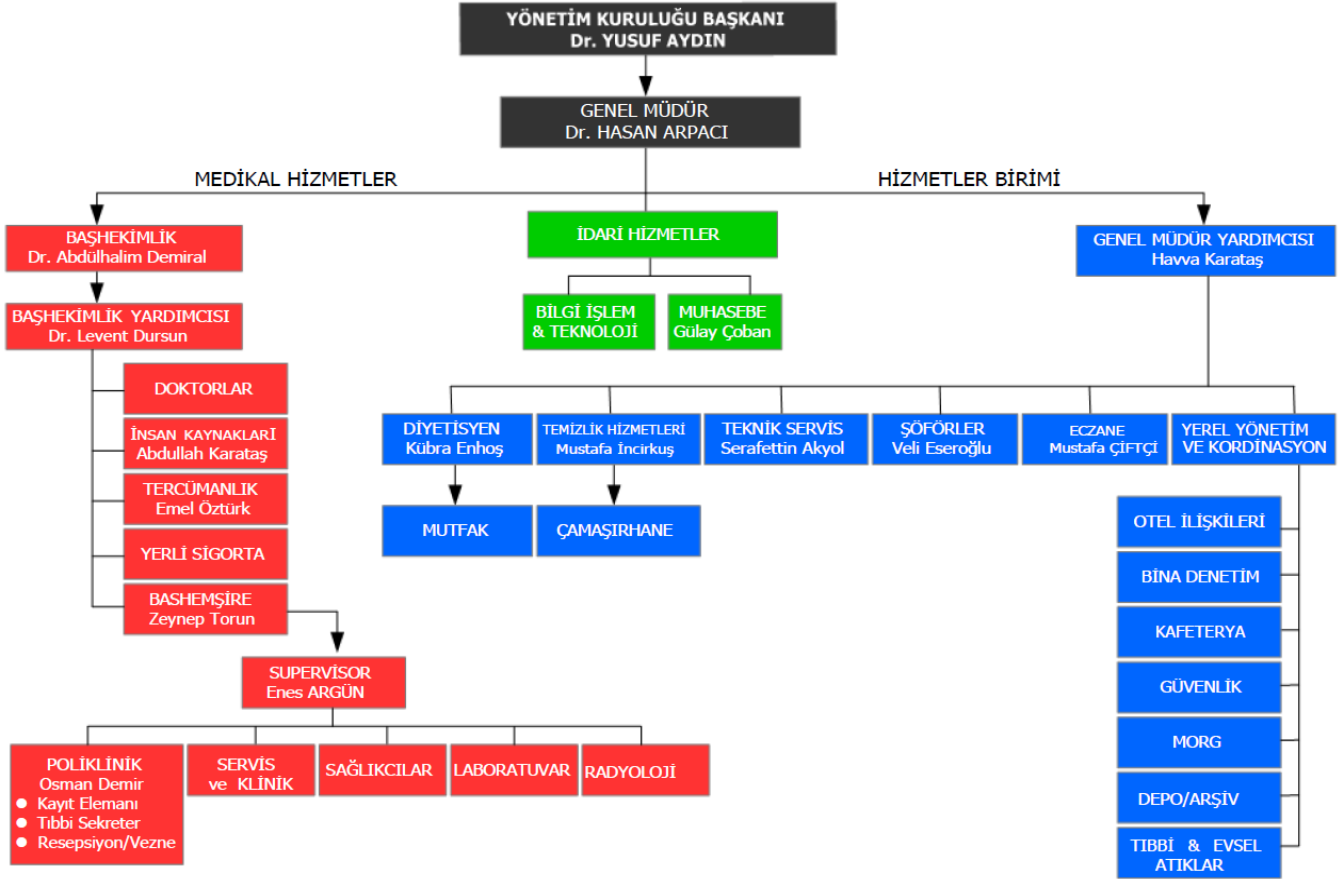 YÖNETİM KURULUĞU BAŞKANI
Dr. YUSUF AYDIN
GENEL MÜDÜR
Dr. HASAN ARPACI
MEDİKAL HİZMETLER
HİZMETLER BİRİMİ
BAŞHEKİMLİK
Dr. Abdülhalim Demiral
İDARİ HİZMETLER
GENEL MÜDÜR YARDIMCISI
Havva Karataş
BAŞHEKİMLİK YARDIMCISI
Dr. Levent Dursun
BİLGİ İŞLEM
& TEKNOLOJİ
MUHASEBE
Gülay Çoban
DOKTORLAR
İNSAN KAYNAKLARI
Abdullah Karataş
TERCÜMANLIK
Emel Öztürk
YERLİ SİGORTA
BASHEMŞİRE
Zeynep Torun
DİYETİSYEN
Kübra Enhoş
TEMİZLİK HİZMETLERİ
Mustafa İncirkuş
TEKNİK SERVİS
Serafettin Akyol
ŞÖFÖRLER
Veli Eseroğlu
ECZANE
Mustafa ÇİFTÇİ
YEREL YÖNETİM
VE KORDİNASYON
MUTFAK
ÇAMAŞIRHANE
OTEL İLİŞKİLERİ
BİNA DENETİM
KAFETERYA
GÜVENLİK
MORG
DEPO/ARŞİV
TIBBİ & EVSEL
ATIKLAR
SUPERVİSOR
Enes ARGÜN
POLİKLİNİK
Osman Demir
● Kayıt Elemanı
● Tıbbi Sekreter
● Resepsiyon/Vezne
SERVİS
ve KLİNİK
SAĞLIKCILAR
LABORATUVAR
RADYOLOJİ